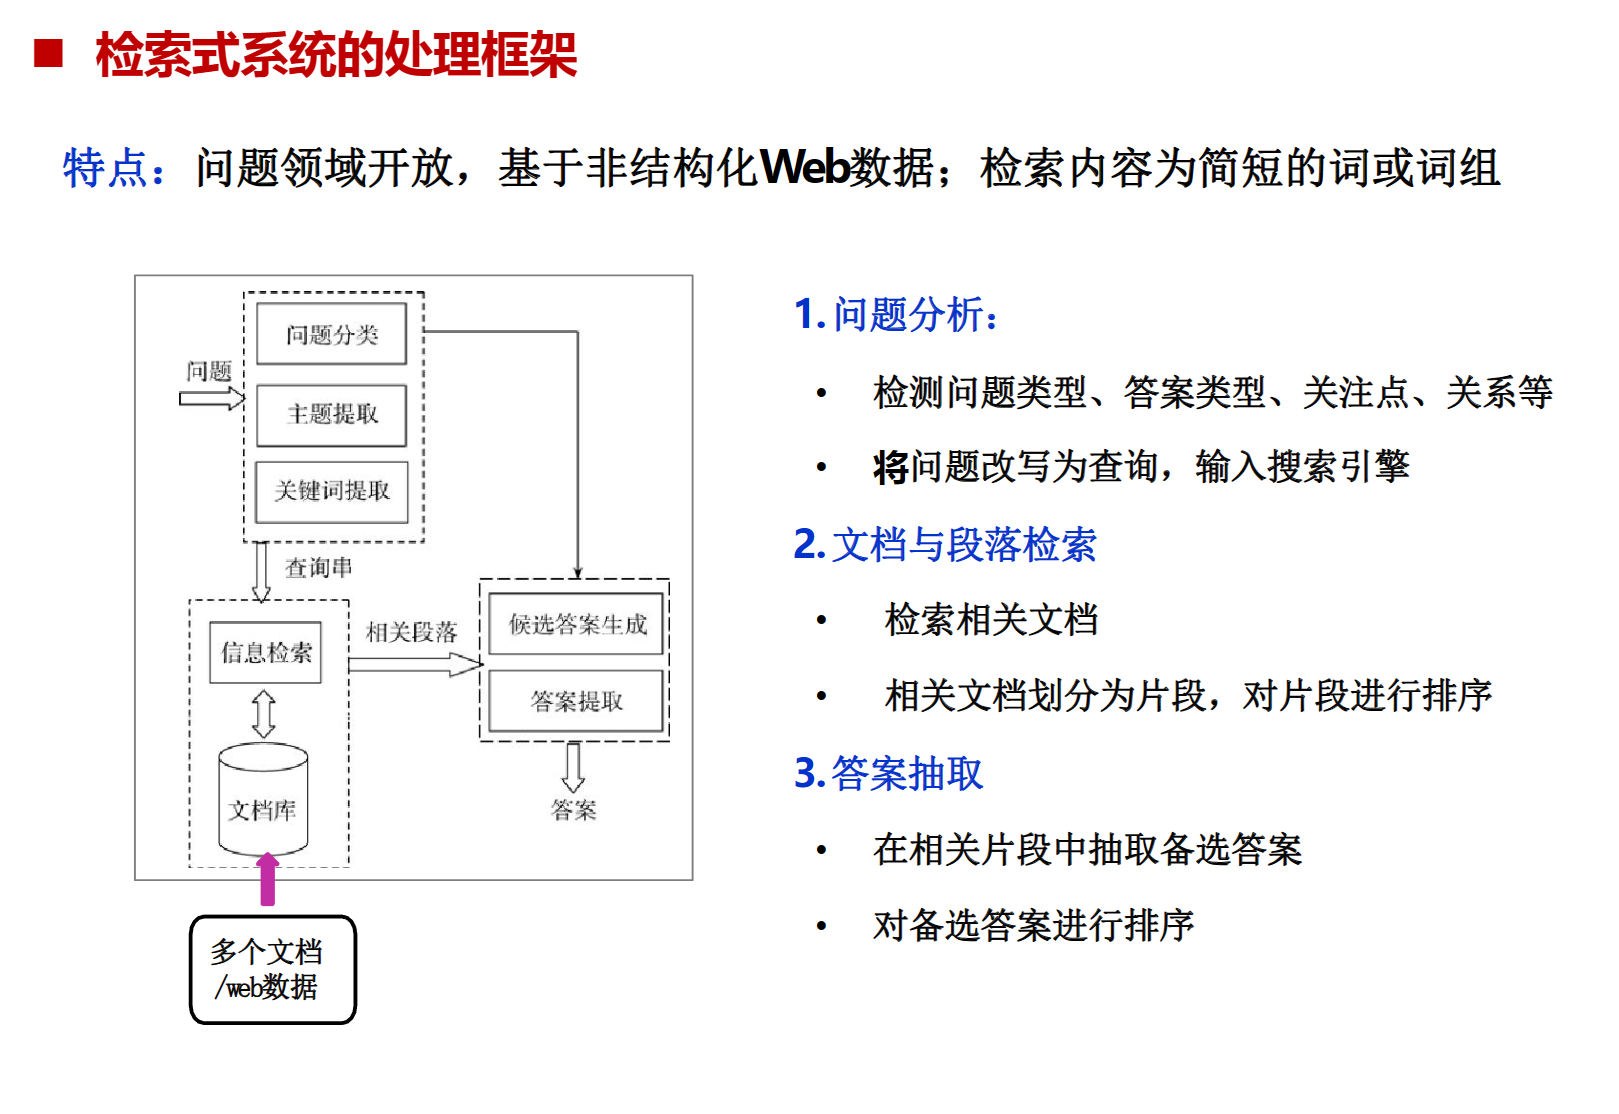 检索式系统的处理框架
特点：问题领域开放，基于非结构化Web数据；检索内容为简短的词或词组
问题
问题分类
主题提取
关键词提取
查询串
信息检索
文档库
相关段落
候选答案生成
答案提取
答案
多个文档
/web数据
1.问题分析：
• 检测问题类型、答案类型、关注点、关系等
• 将问题改写为查询，输入搜索引擎
2.文档与段落检索
• 检索相关文档
• 相关文档划分为片段，对片段进行排序
3.答案抽取
• 在相关片段中抽取备选答案
• 对备选答案进行排序